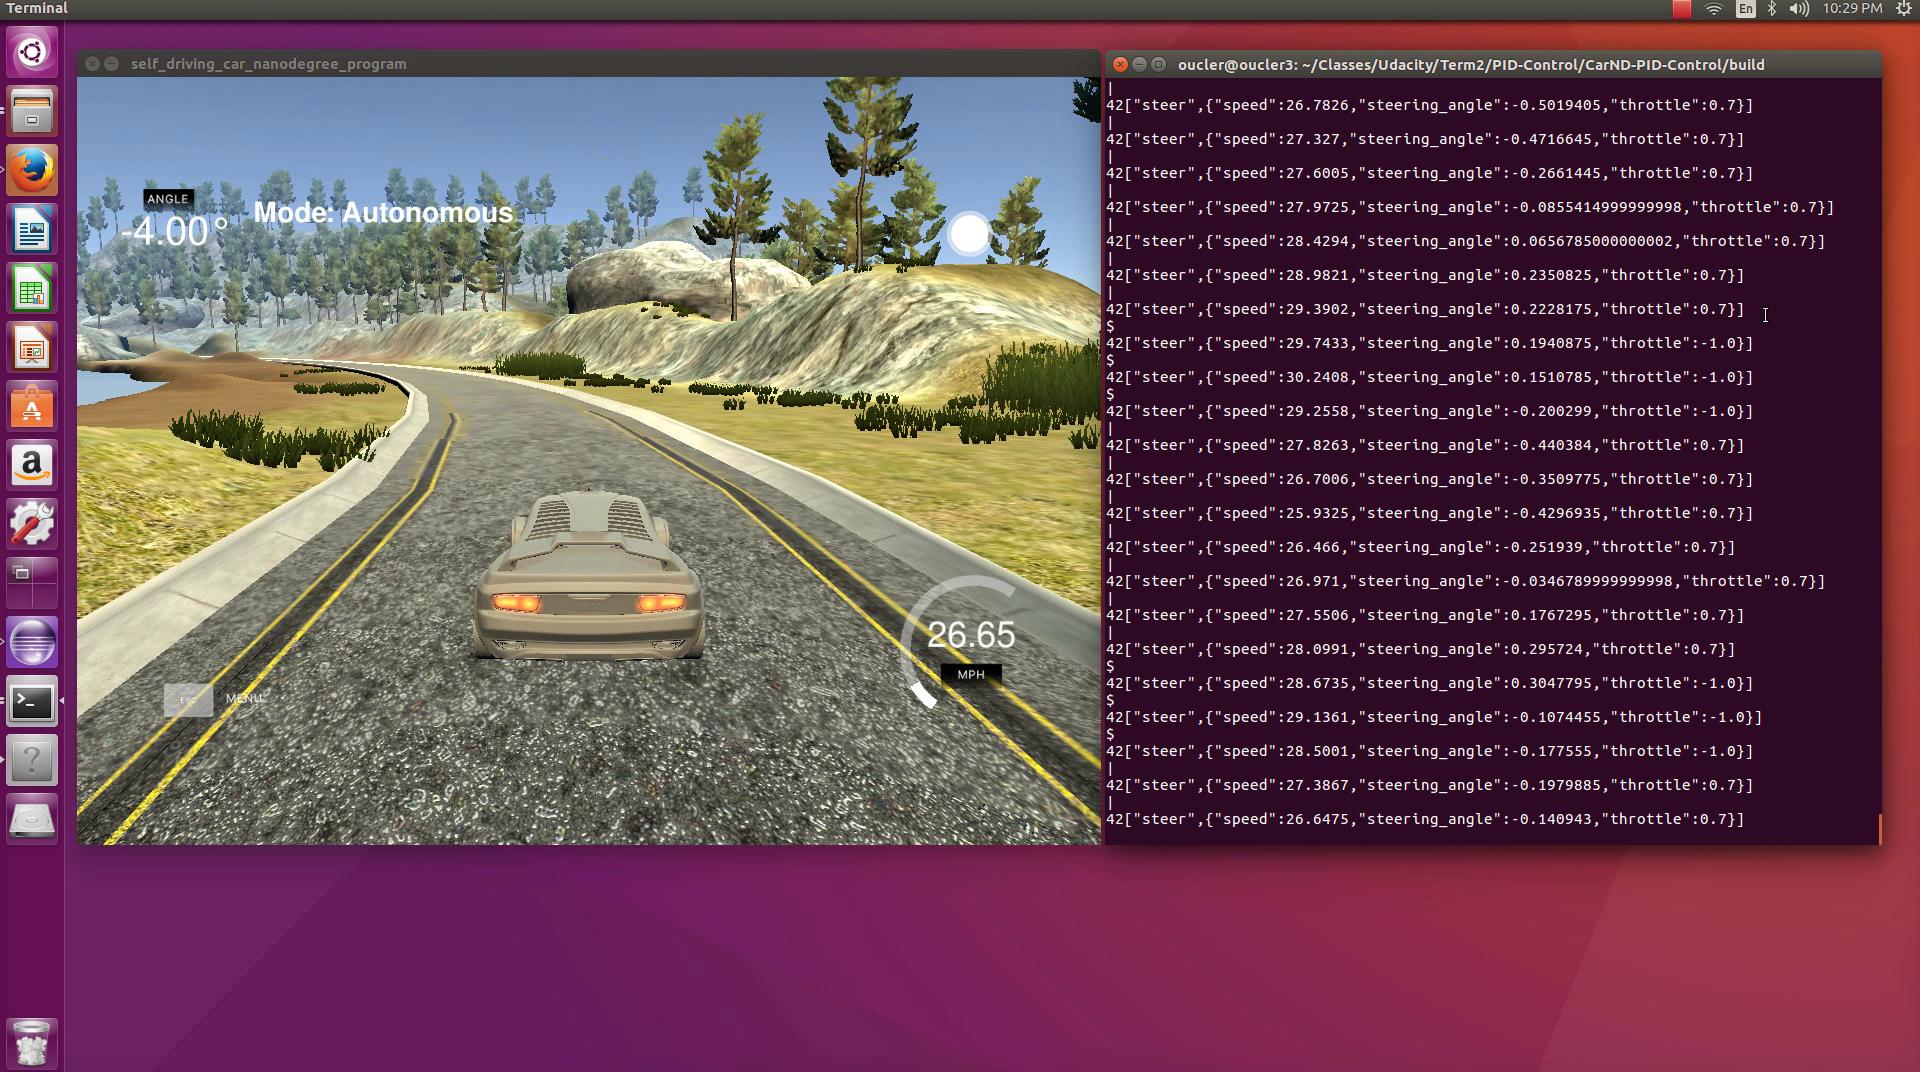 Terminal
En
10:29 PM
self_driving_car_nanodegree_program
ANGLE
-4.00°
Mode: Autonomous
26.65
MPH
ESC
MENU
oucler@oucler3: ~/Classes/Udacity/Term2/PID-Control/CarND-PID-Control/build
|
42["steer",{"speed":26.7826,"steering_angle":-0.5019405,"throttle":0.7}]
|
42["steer",{"speed":27.327,"steering_angle":-0.4716645,"throttle":0.7}]
|
42["steer",{"speed":27.6005,"steering_angle":-0.2661445,"throttle":0.7}]
|
42["steer",{"speed":27.9725,"steering_angle":-0.0855414999999998,"throttle":0.7}]
|
42["steer",{"speed":28.4294,"steering_angle":0.0656785000000002,"throttle":0.7}]
|
42["steer",{"speed":28.9821,"steering_angle":0.2350825,"throttle":0.7}]
|
42["steer",{"speed":29.3902,"steering_angle":0.2228175,"throttle":0.7}]
$
42["steer",{"speed":29.7433,"steering_angle":0.1940875,"throttle":-1.0}]
$
42["steer",{"speed":30.2408,"steering_angle":0.1510785,"throttle":-1.0}]
$
42["steer",{"speed":29.2558,"steering_angle":-0.200299,"throttle":-1.0}]
|
42["steer",{"speed":27.8263,"steering_angle":-0.440384,"throttle":0.7}]
|
42["steer",{"speed":26.7006,"steering_angle":-0.3509775,"throttle":0.7}]
|
42["steer",{"speed":25.9325,"steering_angle":-0.4296935,"throttle":0.7}]
|
42["steer",{"speed":26.466,"steering_angle":-0.251939,"throttle":0.7}]
|
42["steer",{"speed":26.971,"steering_angle":-0.0346789999999998,"throttle":0.7}]
|
42["steer",{"speed":27.5506,"steering_angle":0.1767295,"throttle":0.7}]
|
42["steer",{"speed":28.0991,"steering_angle":0.295724,"throttle":0.7}]
$
42["steer",{"speed":28.6735,"steering_angle":0.3047795,"throttle":-1.0}]
$
42["steer",{"speed":29.1361,"steering_angle":-0.1074455,"throttle":-1.0}]
$
42["steer",{"speed":28.5001,"steering_angle":-0.177555,"throttle":-1.0}]
|
42["steer",{"speed":27.3867,"steering_angle":-0.1979885,"throttle":0.7}]
|
42["steer",{"speed":26.6475,"steering_angle":-0.140943,"throttle":0.7}]